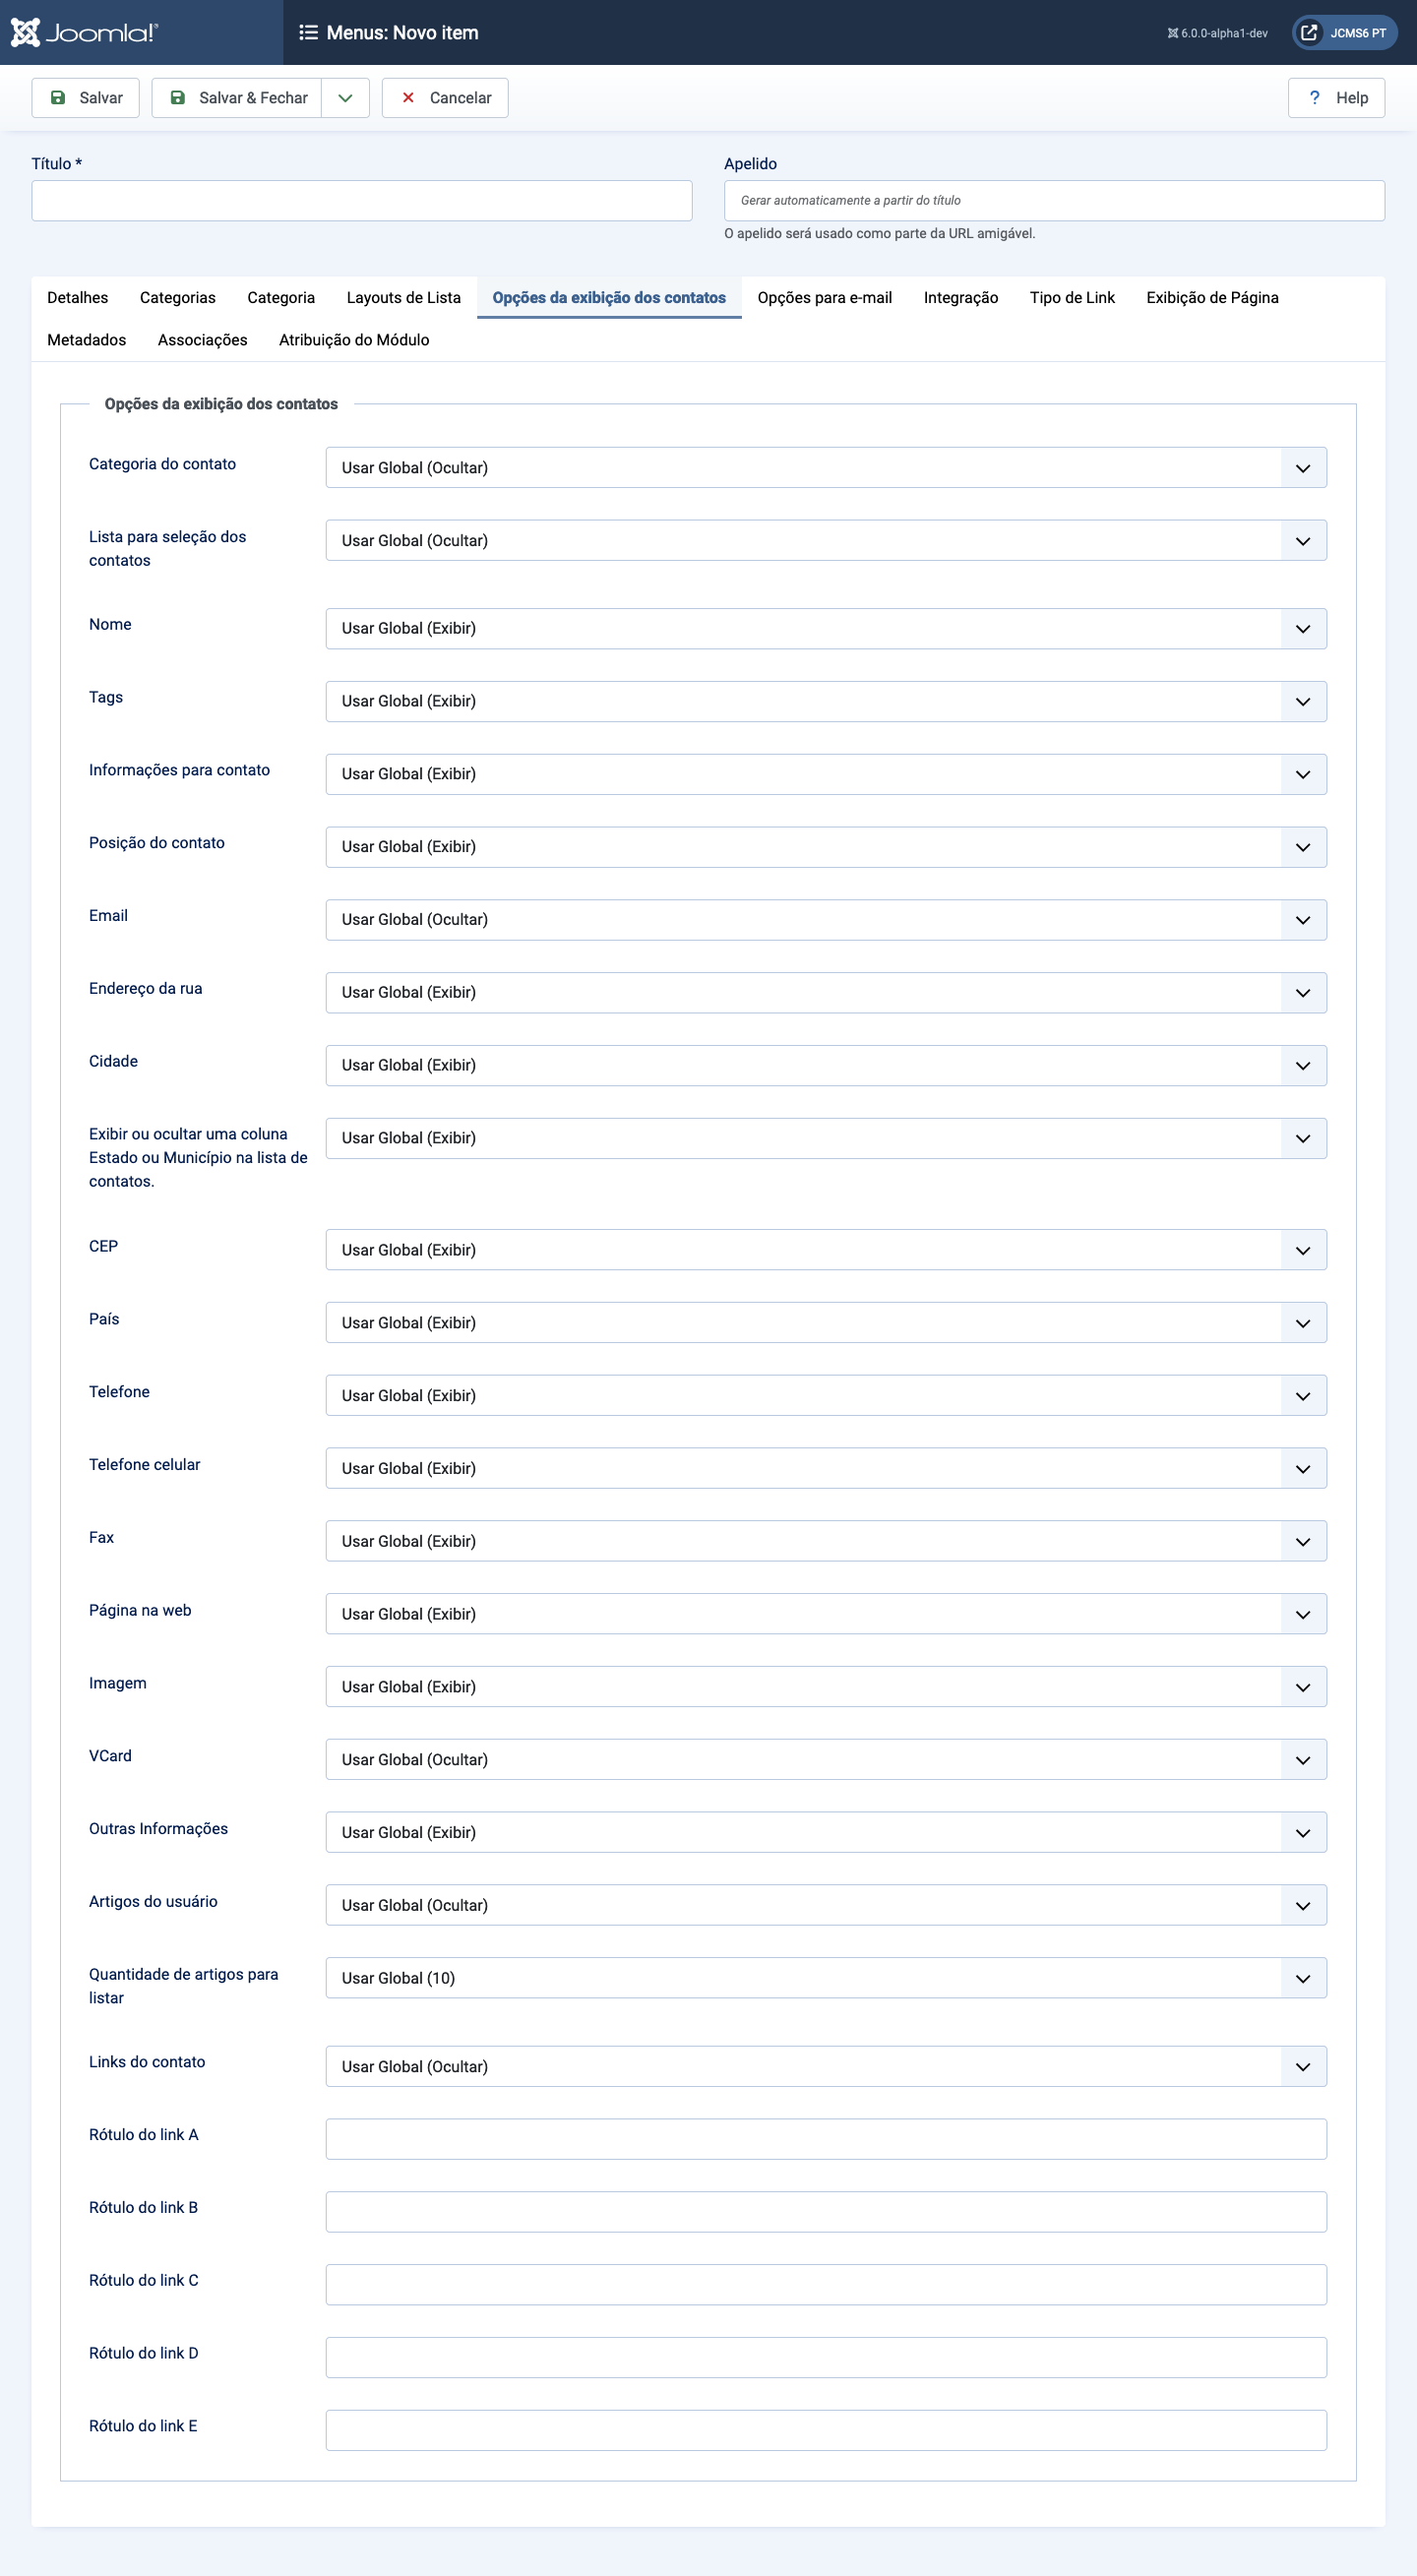 Joomla!®
Menus: Novo item
6.0.0-alpha1-dev
JCMS6 PT
Salvar
Salvar & Fechar
Cancelar
? Help
Título *
Apelido
Gerar automaticamente a partir do título
O apelido será usado como parte da URL amigável.
Detalhes Categorias Categoria Layouts de Lista Opções da exibição dos contatos Opções para e-mail Integração Tipo de Link Exibição de Página
Metadados Associações Atribuição do Módulo
Opções da exibição dos contatos
Categoria do contato
Usar Global (Ocultar)
Lista para seleção dos
contatos
Usar Global (Ocultar)
Nome
Usar Global (Exibir)
Tags
Usar Global (Exibir)
Informações para contato
Usar Global (Exibir)
Posição do contato
Usar Global (Exibir)
Email
Usar Global (Ocultar)
Endereço da rua
Usar Global (Exibir)
Cidade
Usar Global (Exibir)
Exibir ou ocultar uma coluna
Estado ou Município na lista de
contatos.
Usar Global (Exibir)
CEP
Usar Global (Exibir)
País
Usar Global (Exibir)
Telefone
Usar Global (Exibir)
Telefone celular
Usar Global (Exibir)
Fax
Usar Global (Exibir)
Página na web
Usar Global (Exibir)
Imagem
Usar Global (Exibir)
VCard
Usar Global (Ocultar)
Outras Informações
Usar Global (Exibir)
Artigos do usuário
Usar Global (Ocultar)
Quantidade de artigos para
listar
Usar Global (10)
Links do contato
Usar Global (Ocultar)
Rótulo do link A
Rótulo do link B
Rótulo do link C
Rótulo do link D
Rótulo do link E